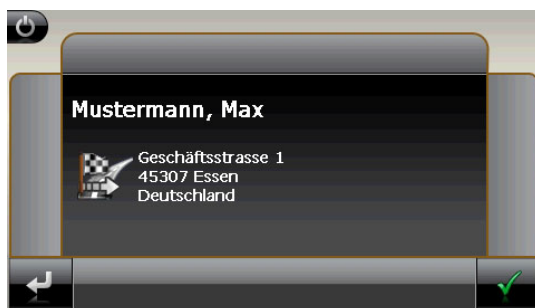 Mustermann, Max
Geschäftsstrasse 1
45307 Essen
Deutschland